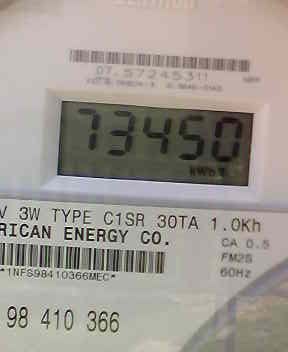 07.572453!!
73450
kWh
V 3W TYPE C1SR 30TA 1.0Kh
RICAN ENERGY CO.
CA 0.5
FM2S
60Hz
*1NFS98410366MEC*
98 410 366